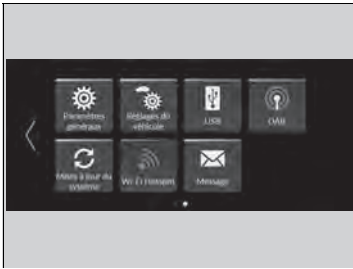 Paramètres
généraux
Réglages du
véhicule
USB
DAB
Mises à jour du
système
Wi-Fi Hotspot
Message